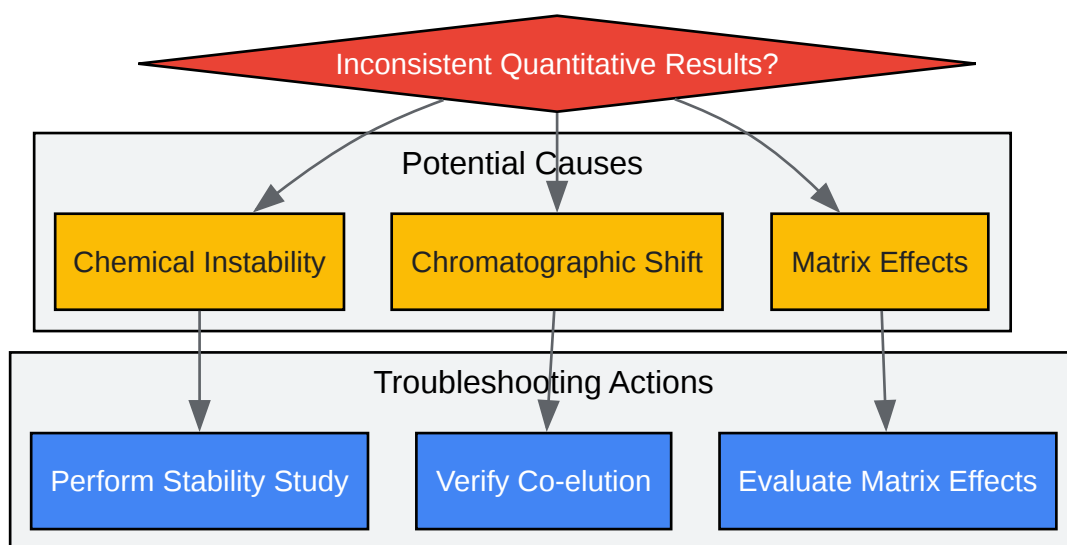 Inconsistent Quantitative Results?
Potential Causes
Chemical Instability
Chromatographic Shift
Matrix Effects
Troubleshooting Actions
Perform Stability Study
Verify Co-elution
Evaluate Matrix Effects